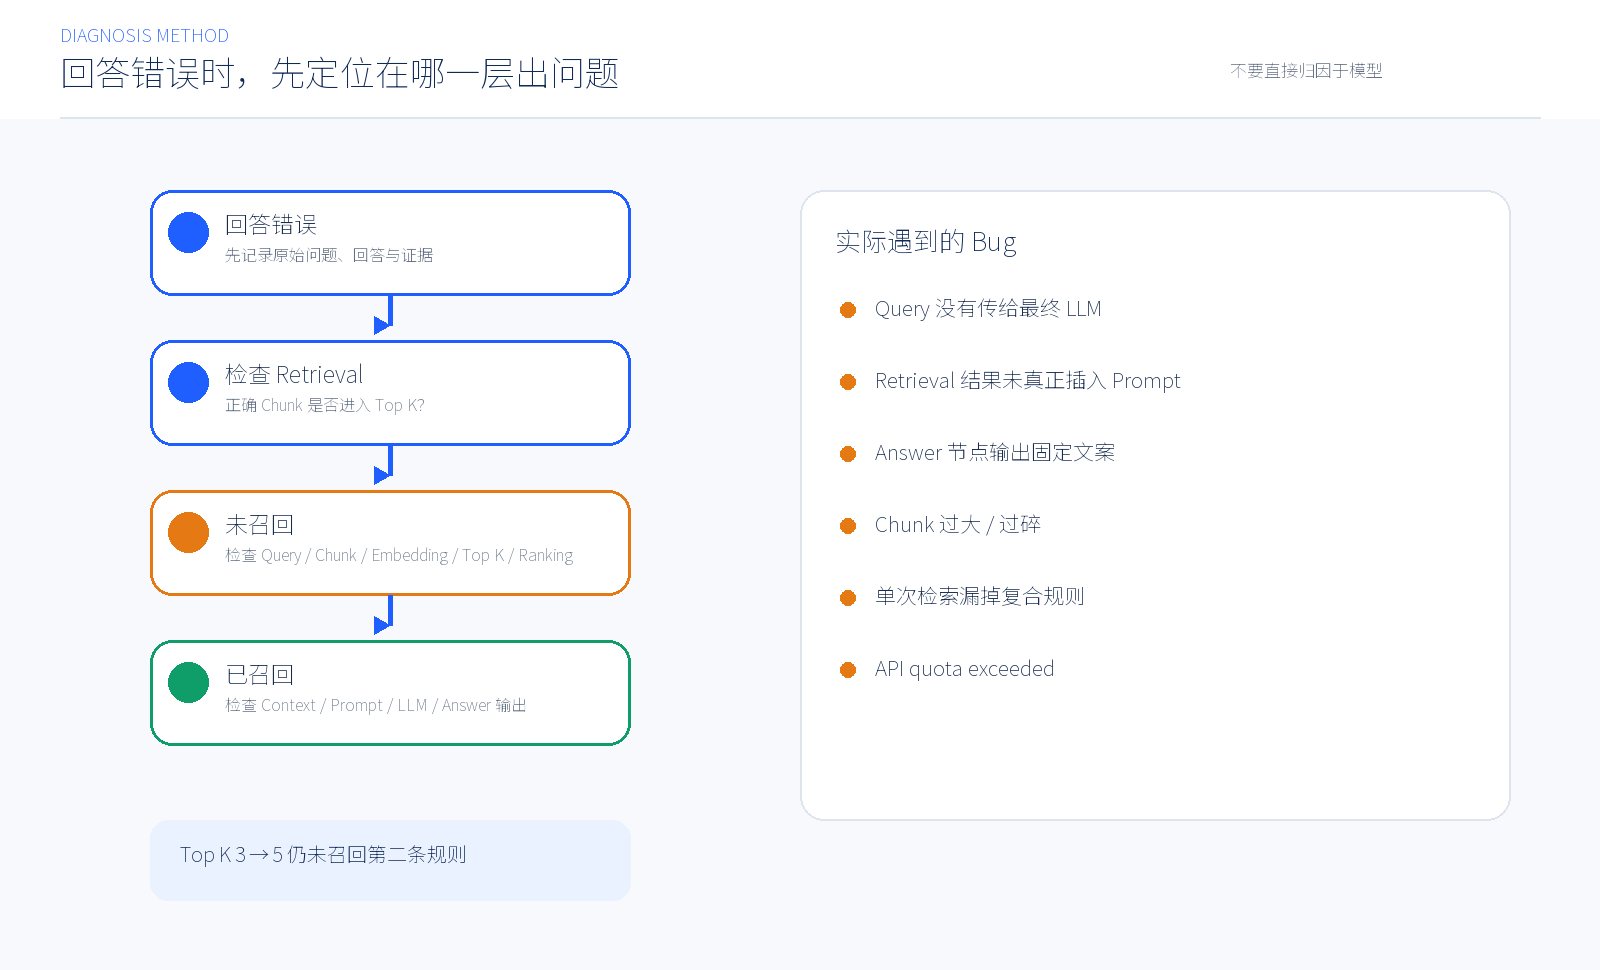 DIAGNOSIS METHOD
回答错误时，先定位在哪一层出问题
不要直接归因于模型
回答错误
先记录原始问题、回答与证据
检查 Retrieval
正确 Chunk 是否进入 Top K?
未召回
检查 Query / Chunk / Embedding / Top K / Ranking
已召回
检查 Context / Prompt / LLM / Answer 输出
Top K 3 → 5 仍未召回第二条规则
实际遇到的 Bug
Query 没有传给最终 LLM
Retrieval 结果未真正插入 Prompt
Answer 节点输出固定文案
Chunk 过大 / 过碎
单次检索漏掉复合规则
API quota exceeded